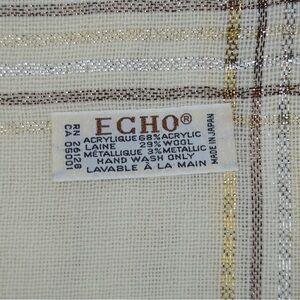 ECHO®
ACRYLIQUE 68% ACRYLIC
LAINE 29% WOOL
MÉTALLIQUE 3% METALLIC
HAND WASH ONLY
LAVABLE À LA MAIN
RN 26128
CA 00001
MADE IN JAPAN